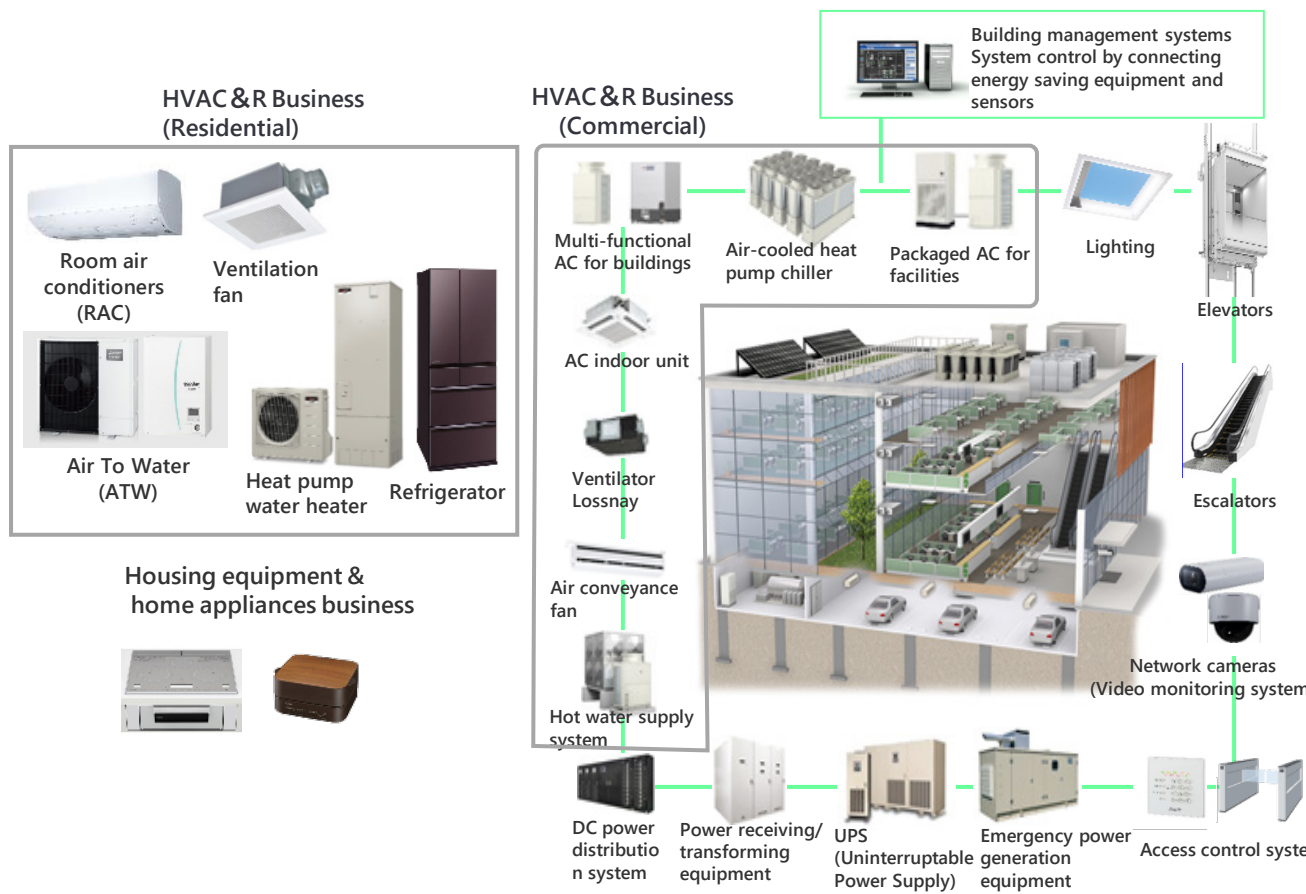 Building management systems
System control by connecting
energy saving equipment and
sensors
HVAC&R Business
(Residential)
HVAC&R Business
(Commercial)
Room air
conditioners
(RAC)
Ventilation
fan
Air To Water
(ATW)
Heat pump
water heater
Refrigerator
Housing equipment &
home appliances business
Multi-functional
AC for buildings
Air-cooled heat
pump chiller
Packaged AC for
facilities
Lighting
Elevators
AC indoor unit
Ventilator
Lossnay
Escalators
Air conveyance
fan
Network cameras
(Video monitoring system
Hot water supply
system
DC power
distributio
n system
Power receiving/
transforming
equipment
UPS
(Uninterruptable
Power Supply)
Emergency power
generation
equipment
Access control syste